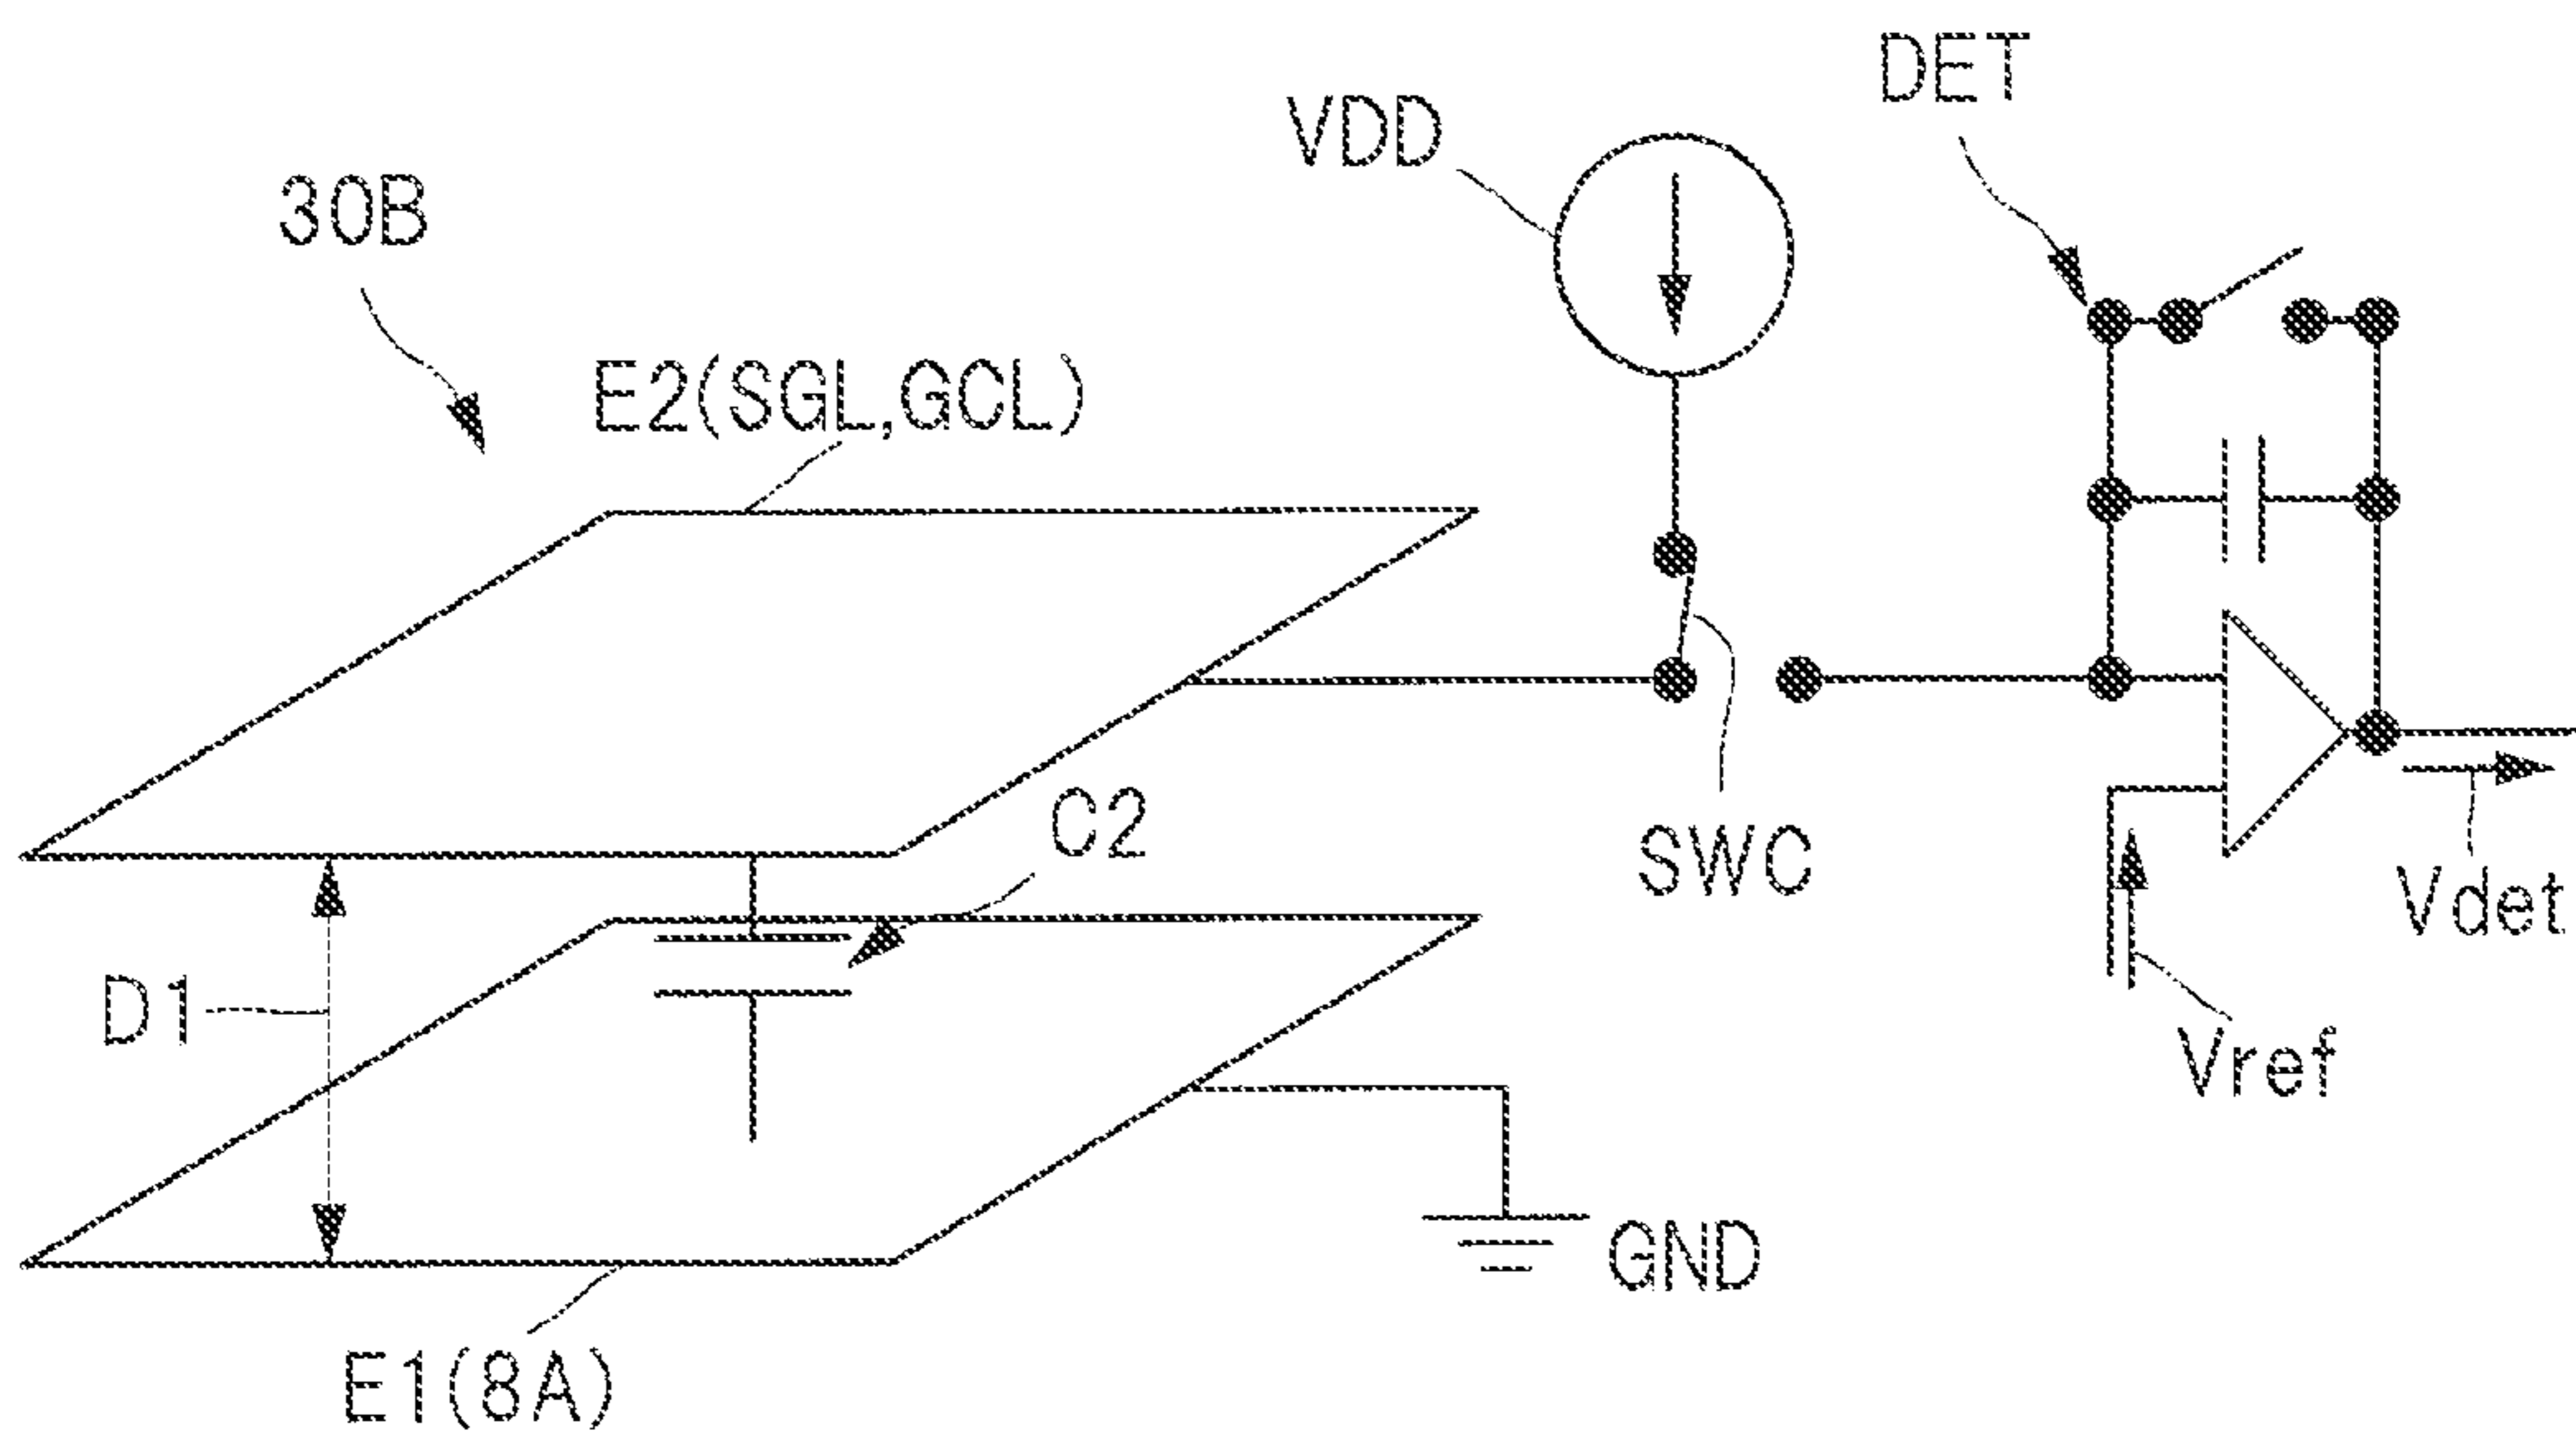 DET
VDD
30B
E2(SGL,GCL)
C2
SWC
Vdet
D1
Vref
GND
E1(8A)